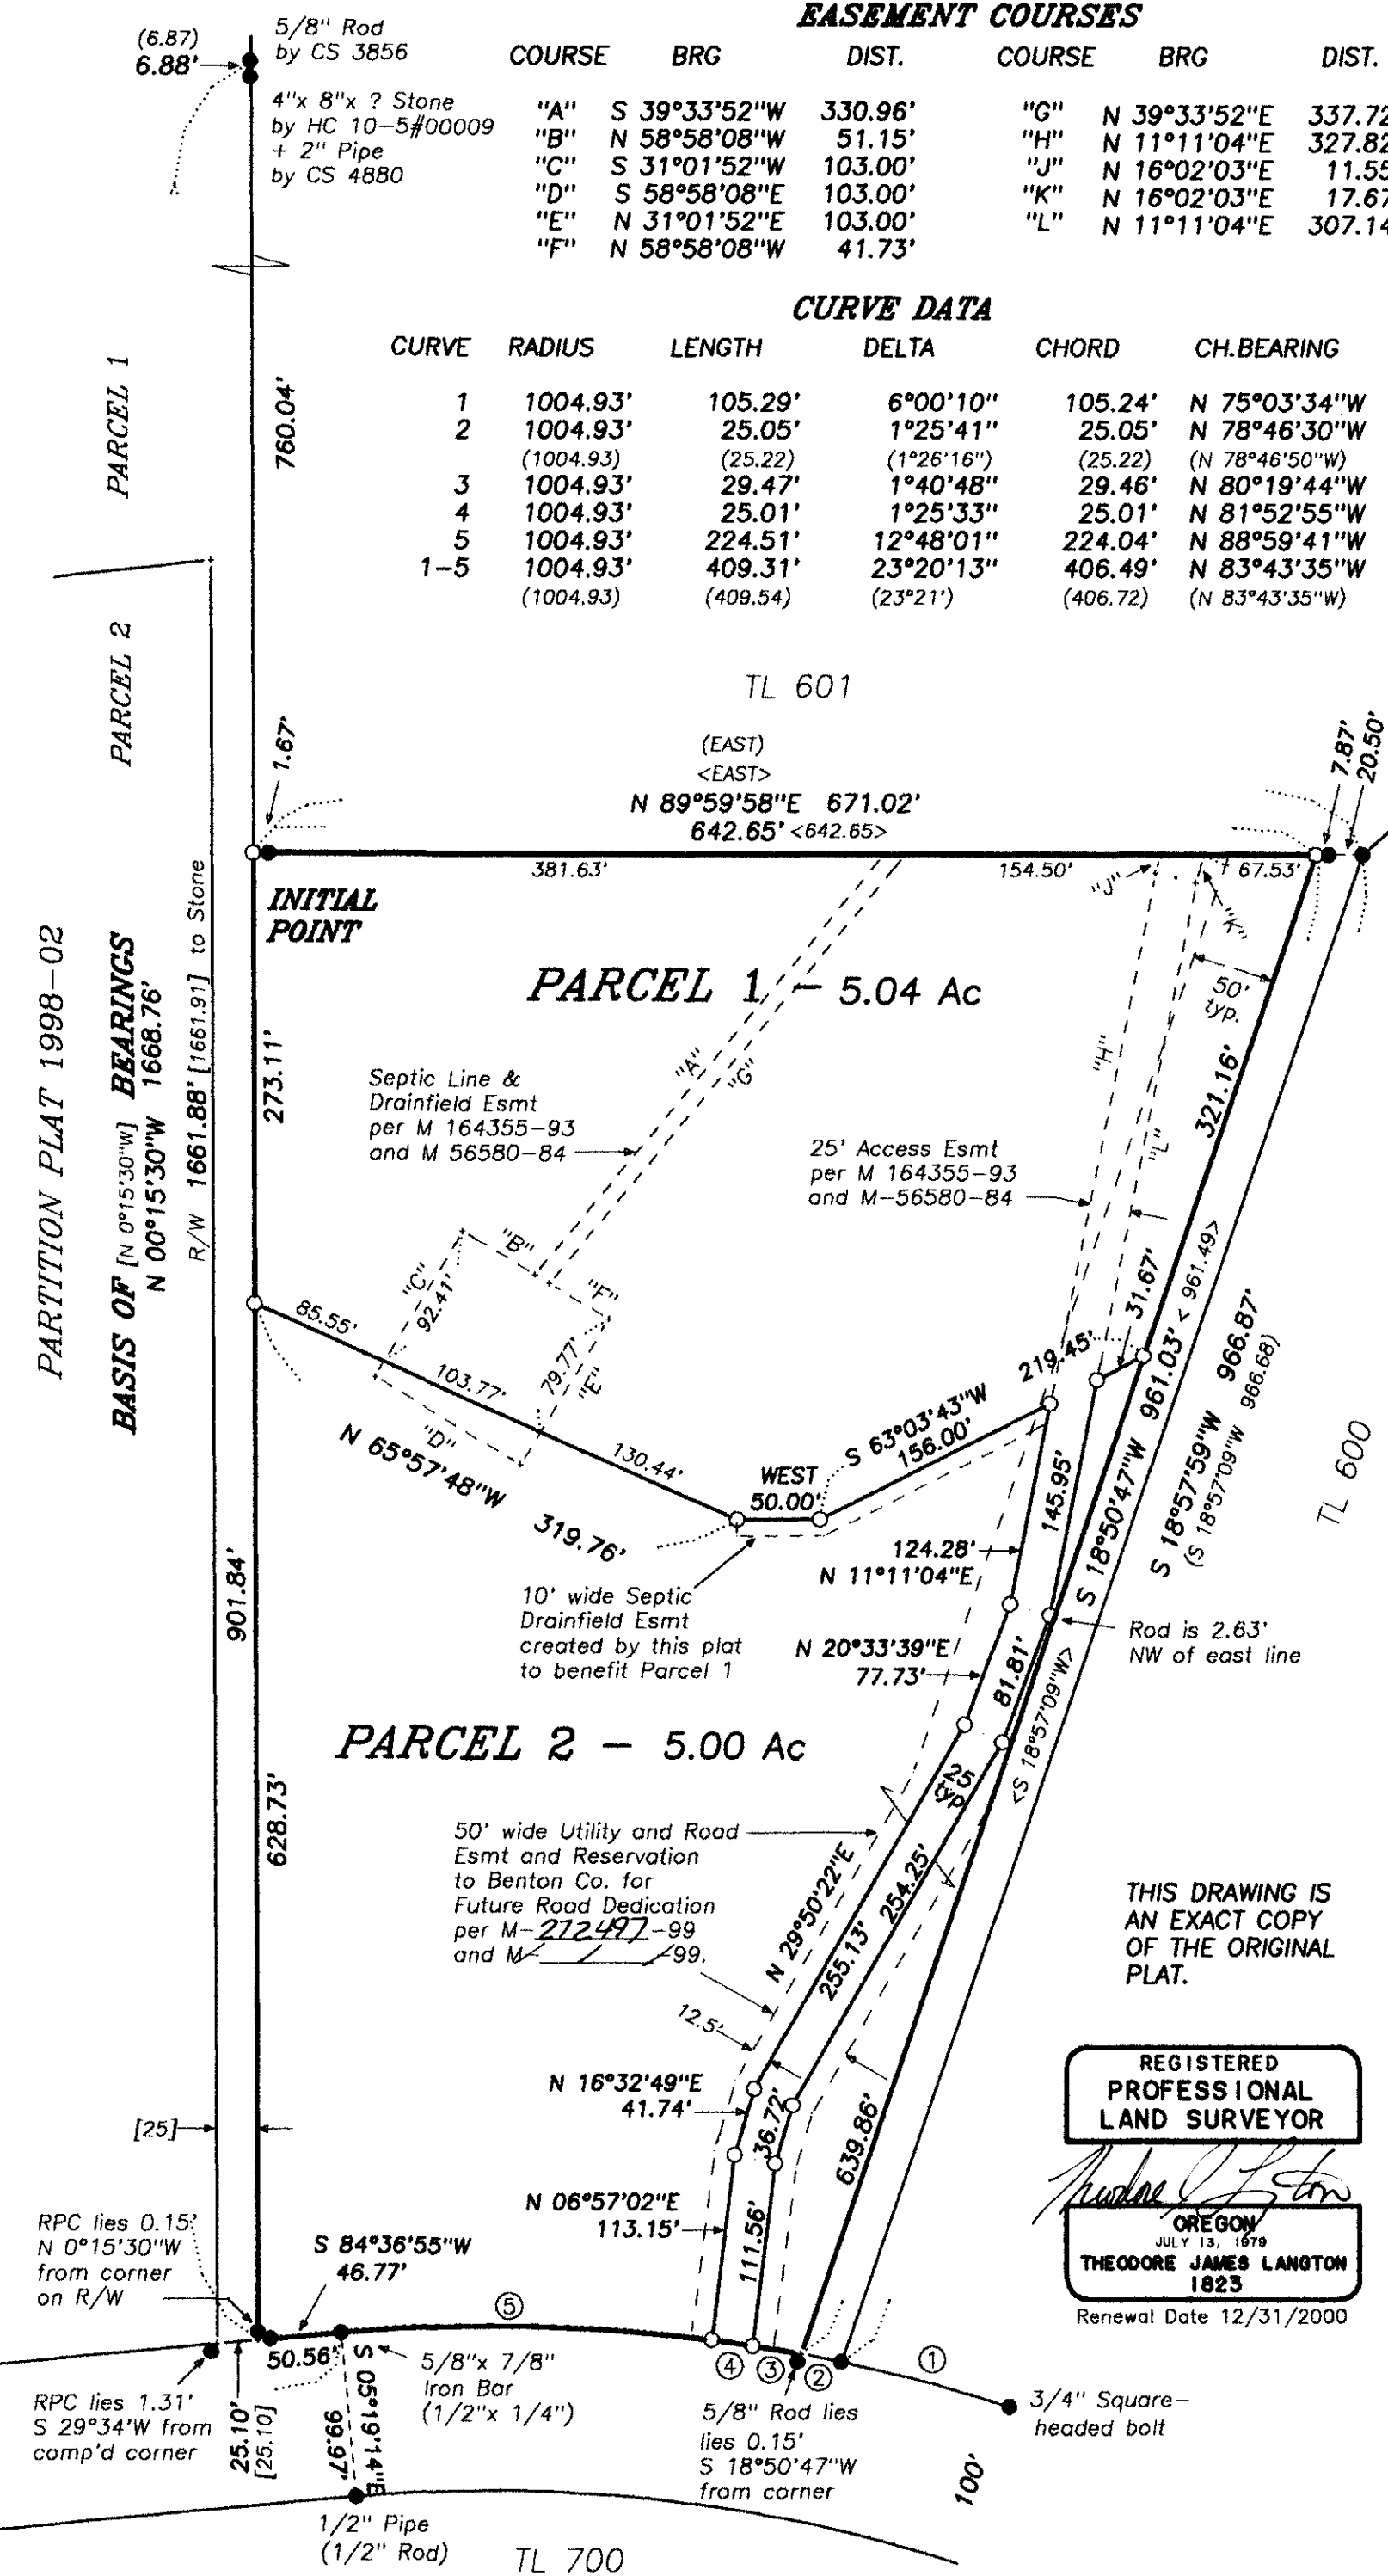 EASEMENT COURSES
COURSE BRG DIST. COURSE BRG DIST.
"A" S 39°33'52"W 330.96' "G" N 39°33'52"E 337.72
"B" N 58°58'08"W 51.15' "H" N 11°11'04"E 327.82
"C" S 31°01'52"W 103.00' "J" N 16°02'03"E 11.55
"D" S 58°58'08"E 103.00' "K" N 16°02'03"E 17.67
"E" N 31°01'52"E 103.00' "L" N 11°11'04"E 307.14
"F" N 58°58'08"W 41.73'
(6.87)
6.88'
5/8" Rod
by CS 3856
4"x 8"x ? Stone
by HC 10-5#00009
+ 2" Pipe
by CS 4880
CURVE DATA
CURVE RADIUS LENGTH DELTA CHORD CH.BEARING
1 1004.93' 105.29' 6°00'10" 105.24' N 75°03'34"W
2 1004.93' 25.05' 1°25'41" 25.05' N 78°46'30"W
(1004.93) (25.22) (1°26'16") (25.22) (N 78°46'50"W)
3 1004.93' 29.47' 1°40'48" 29.46' N 80°19'44"W
4 1004.93' 25.01' 1°25'33" 25.01' N 81°52'55"W
5 1004.93' 224.51' 12°48'01" 224.04' N 88°59'41"W
1-5 1004.93' 409.31' 23°20'13" 406.49' N 83°43'35"W
(1004.93) (409.54) (23°21') (406.72) (N 83°43'35"W)
PARCEL 1
760.04'
PARCEL 2
TL 601
1.67'
(EAST)
<EAST>
N 89°59'58"E 671.02'
642.65' <642.65>
7.87'
20.50'
381.63'
154.50'
"J"
67.53'
"K"
INITIAL
POINT
PARCEL 1 - 5.04 Ac
50'
typ.
PARTITION PLAT 1998-02
BASIS OF [N 0°15'30"W] BEARINGS
N 00°15'30"W 1668.76'
R/W 1661.88' [1661.91] to Stone
273.11'
Septic Line &
Drainfield Esmt
per M 164355-93
and M 56580-84
"A"
"G"
"H"
"L"
25' Access Esmt
per M 164355-93
and M-56580-84
321.16'
"B"
"C"
92.41'
"F"
79.77'
"E"
"D"
85.55'
103.77'
130.44'
N 65°57'48"W 319.76'
WEST
50.00'
S 63°03'43"W 219.45'
156.00'
31.67'
S 18°50'47"W 961.03' <961.49>
S 18°57'59"W 966.87'
(S 18°57'09"W 966.68)
TL 600
145.95'
124.28'
N 11°11'04"E
901.84'
10' wide Septic
Drainfield Esmt
created by this plat
to benefit Parcel 1
N 20°33'39"E
77.73'
81.81'
Rod is 2.63'
NW of east line
<S 18°57'09"W>
PARCEL 2 - 5.00 Ac
25
typ
628.73'
50' wide Utility and Road
Esmt and Reservation
to Benton Co. for
Future Road Dedication
per M-272497-99
and M- / -99.
N 29°50'22"E
255.13'
254.25'
12.5'
THIS DRAWING IS
AN EXACT COPY
OF THE ORIGINAL
PLAT.
N 16°32'49"E
41.74'
36.72'
639.86'
REGISTERED
PROFESSIONAL
LAND SURVEYOR
OREGON
JULY 13, 1979
THEODORE JAMES LANGTON
1823
Renewal Date 12/31/2000
[25]
N 06°57'02"E
113.15'
111.56'
RPC lies 0.15'
N 0°15'30"W
from corner
on R/W
S 84°36'55"W
46.77'
5
4
3
2
1
50.56'
5/8"x 7/8"
Iron Bar
(1/2"x 1/4")
RPC lies 1.31'
S 29°34'W from
comp'd corner
25.10'
[25.10]
S 05°19'14"E
99.97'
5/8" Rod lies
lies 0.15'
S 18°50'47"W
from corner
3/4" Square-
headed bolt
100'
1/2" Pipe
(1/2" Rod)
TL 700